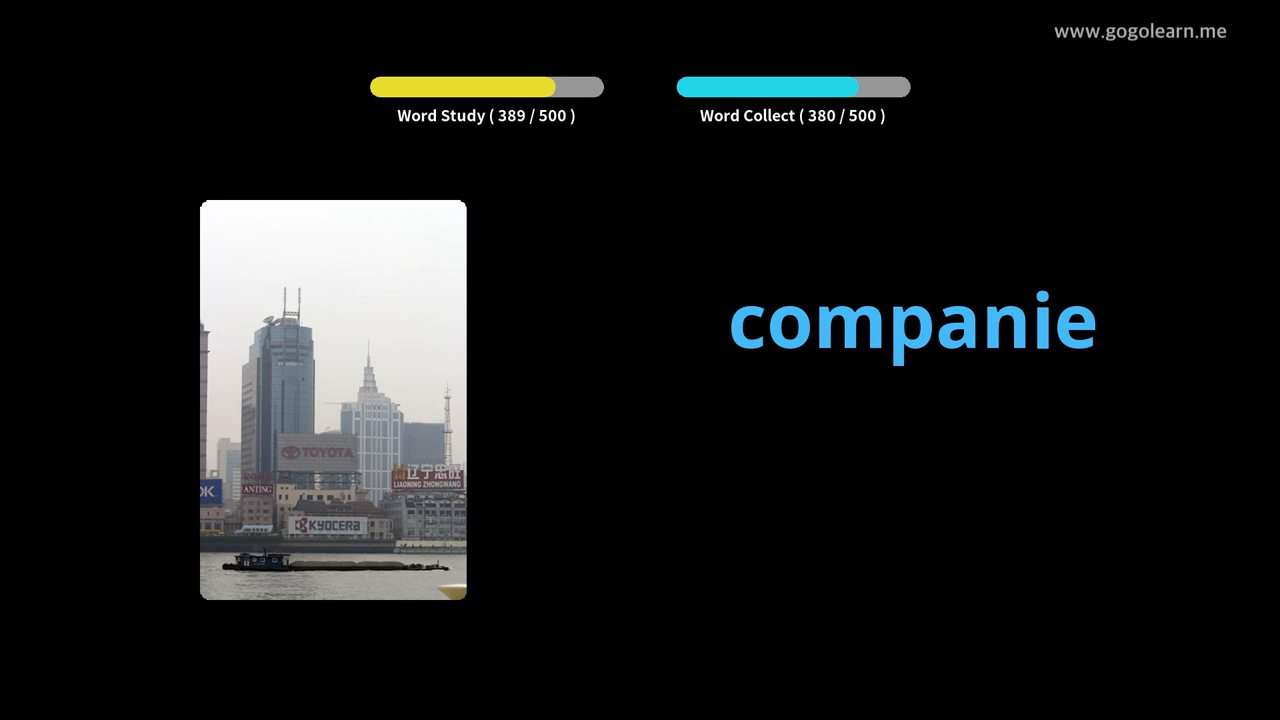 www.gogolearn.me
Word Study ( 389 / 500 )
Word Collect ( 380 / 500 )
companie
TOYOTA
辽宁忠旺
LIAONING ZHONGWANG
ANTING
DK
KYOCERA